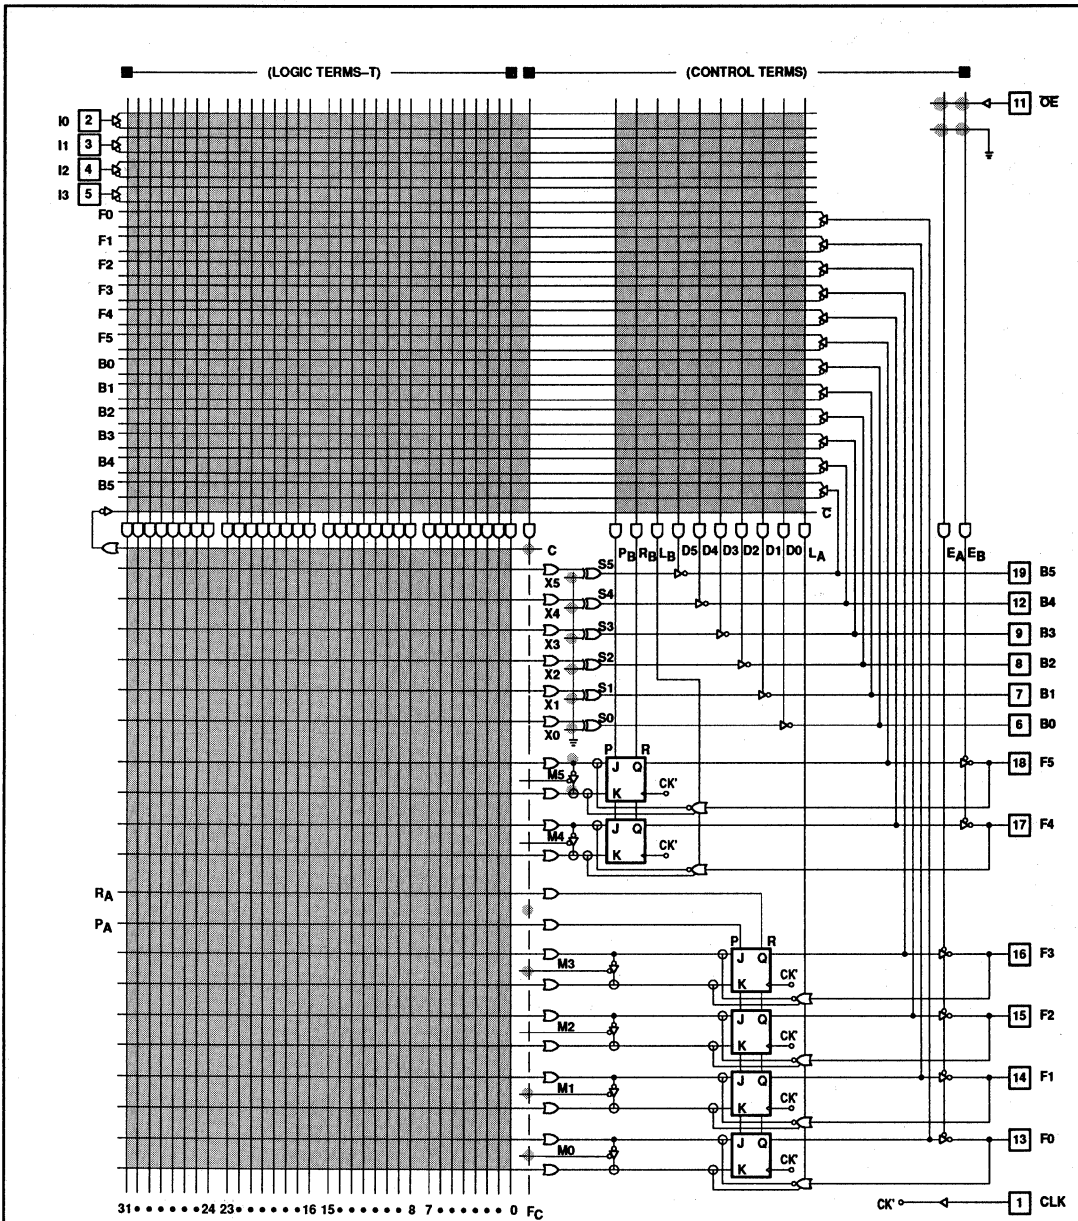 (LOGIC TERMS–T) (CONTROL TERMS)
11 OE
I0 2
I1 3
I2 4
I3 5
F0
F1
F2
F3
F4
F5
B0
B1
B2
B3
B4
B5
C
C PB RB LB D5 D4 D3 D2 D1 D0 LA EA EB
X5 S5 19 B5
X4 S4 12 B4
X3 S3 9 B3
X2 S2 8 B2
X1 S1 7 B1
X0 S0 6 B0
P R
J Q 18 F5
M5 K CK'
J Q 17 F4
M4 K CK'
RA
PA
P R
J Q 16 F3
M3 K CK'
J Q 15 F2
M2 K CK'
J Q 14 F1
M1 K CK'
J Q 13 F0
M0 K CK'
CK' 1 CLK
31 • • • • • • 24 23 • • • • • • 16 15 • • • • • • 8 7 • • • • • • 0 FC